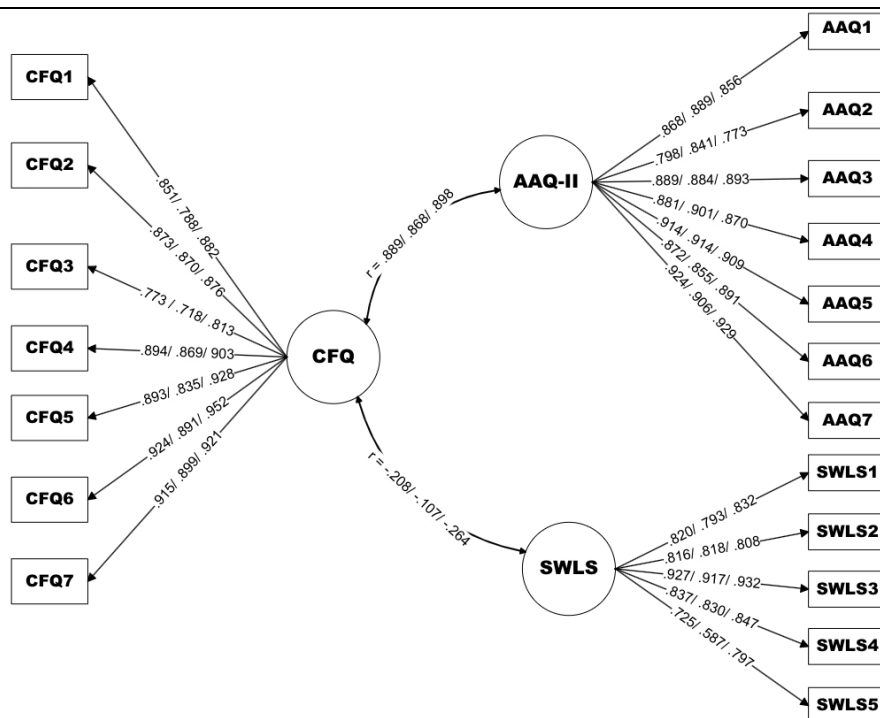 CFQ1
CFQ2
CFQ3
CFQ4
CFQ5
CFQ6
CFQ7
.851/ .788/ .882
.873/ .870/ .876
.773 / .718/ .813
.894/ .869/ 903
.893/ .835/ .928
.924/ .891/ .952
.915/ .899/ .921
CFQ
r = .889/ .868/ .898
r = -.208/ -.107/ -.264
AAQ-II
.868/ .889/ .856
.798/ .841/ .773
.889/ .884/ .893
.881/ .901/ .870
.914/ .914/ .909
.872/ .855/ .891
.924/ .906/ .929
AAQ1
AAQ2
AAQ3
AAQ4
AAQ5
AAQ6
AAQ7
SWLS
.820/ .793/ .832
.816/ .818/ .808
.927/ .917/ .932
.837/ .830/ .847
.725/ .587/ .797
SWLS1
SWLS2
SWLS3
SWLS4
SWLS5